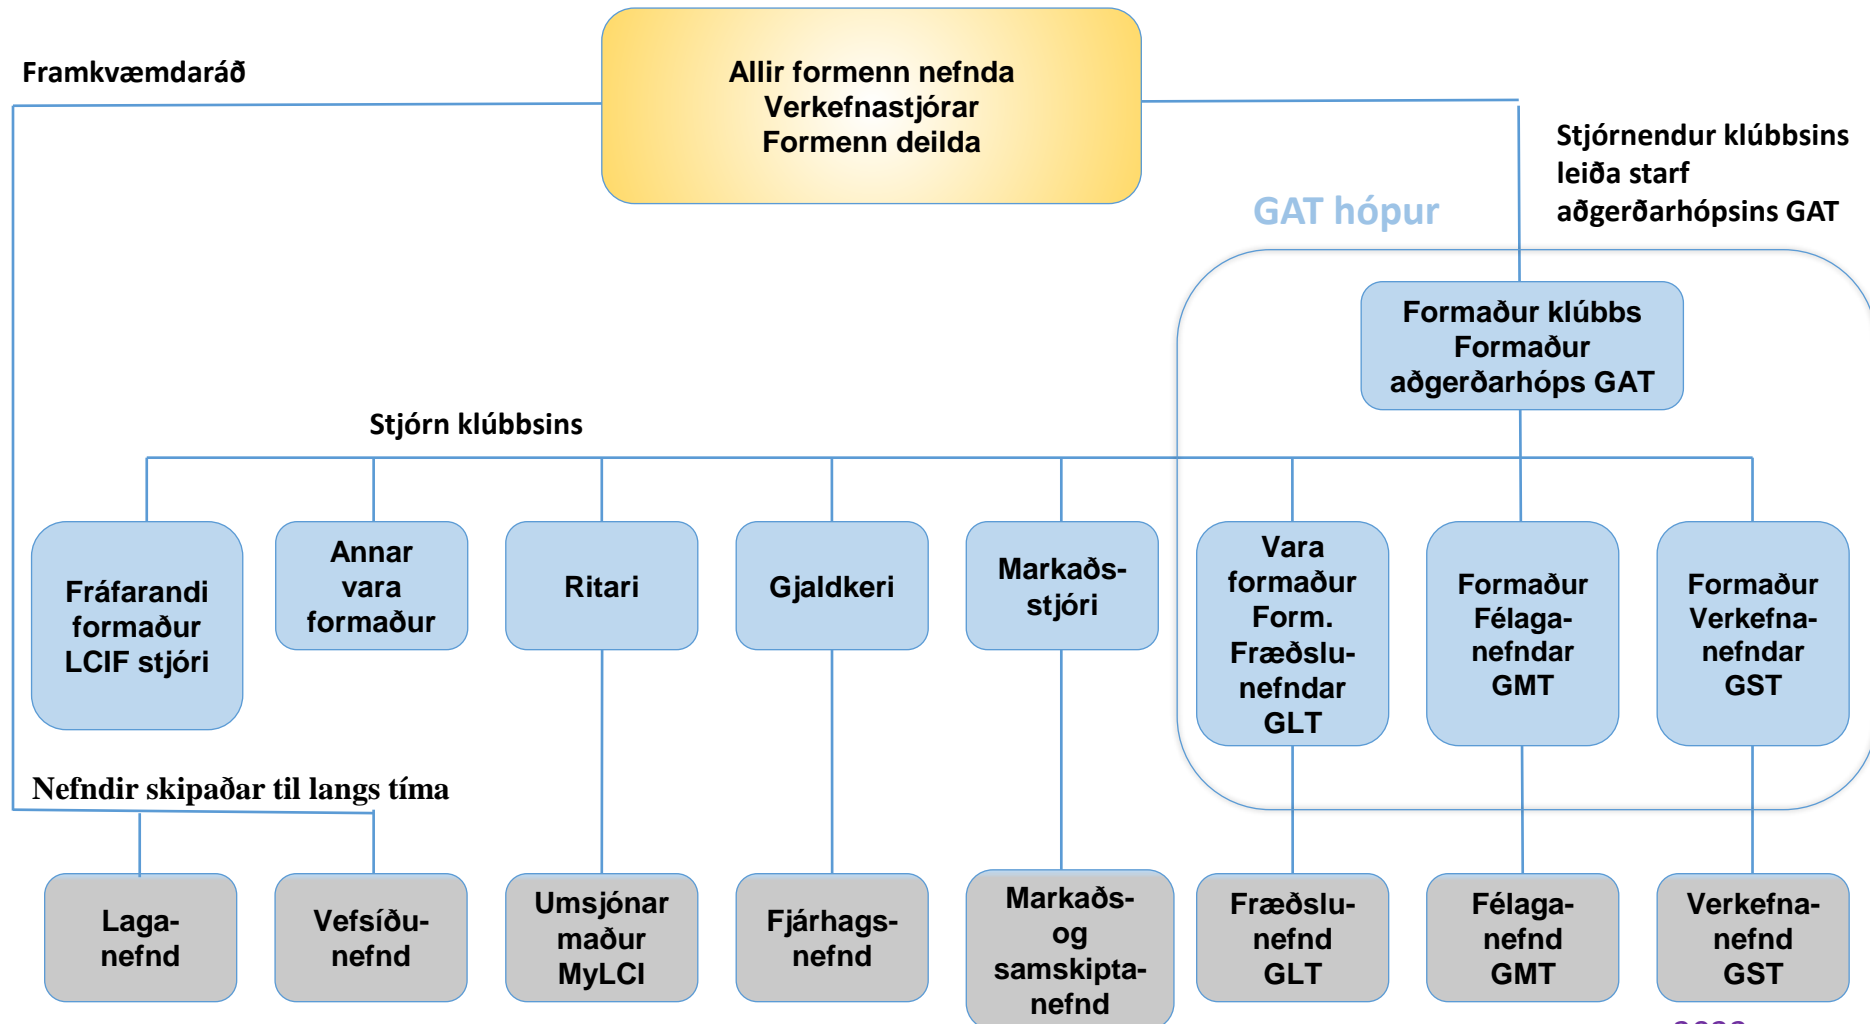 Framkvæmdaráð
Allir formenn nefnda
Verkefnastjórar
Formenn deilda
Stjórnendur klúbbsins
leiða starf
aðgerðarhópsins GAT
GAT hópur
Formaður klúbbs
Formaður
aðgerðarhóps GAT
Stjórn klúbbsins
Fráfarandi
formaður
LCIF stjóri
Annar
vara
formaður
Ritari
Gjaldkeri
Markaðs-
stjóri
Vara
formaður
Form.
Fræðslu-
nefndar
GLT
Formaður
Félaga-
nefndar
GMT
Formaður
Verkefna-
nefndar
GST
Nefndir skipaðar til langs tíma
Laga-
nefnd
Vefsíðu-
nefnd
Umsjónar
maður
MyLCI
Fjárhags-
nefnd
Markaðs-
og
samskipta-
nefnd
Fræðslu-
nefnd
GLT
Félaga-
nefnd
GMT
Verkefna-
nefnd
GST